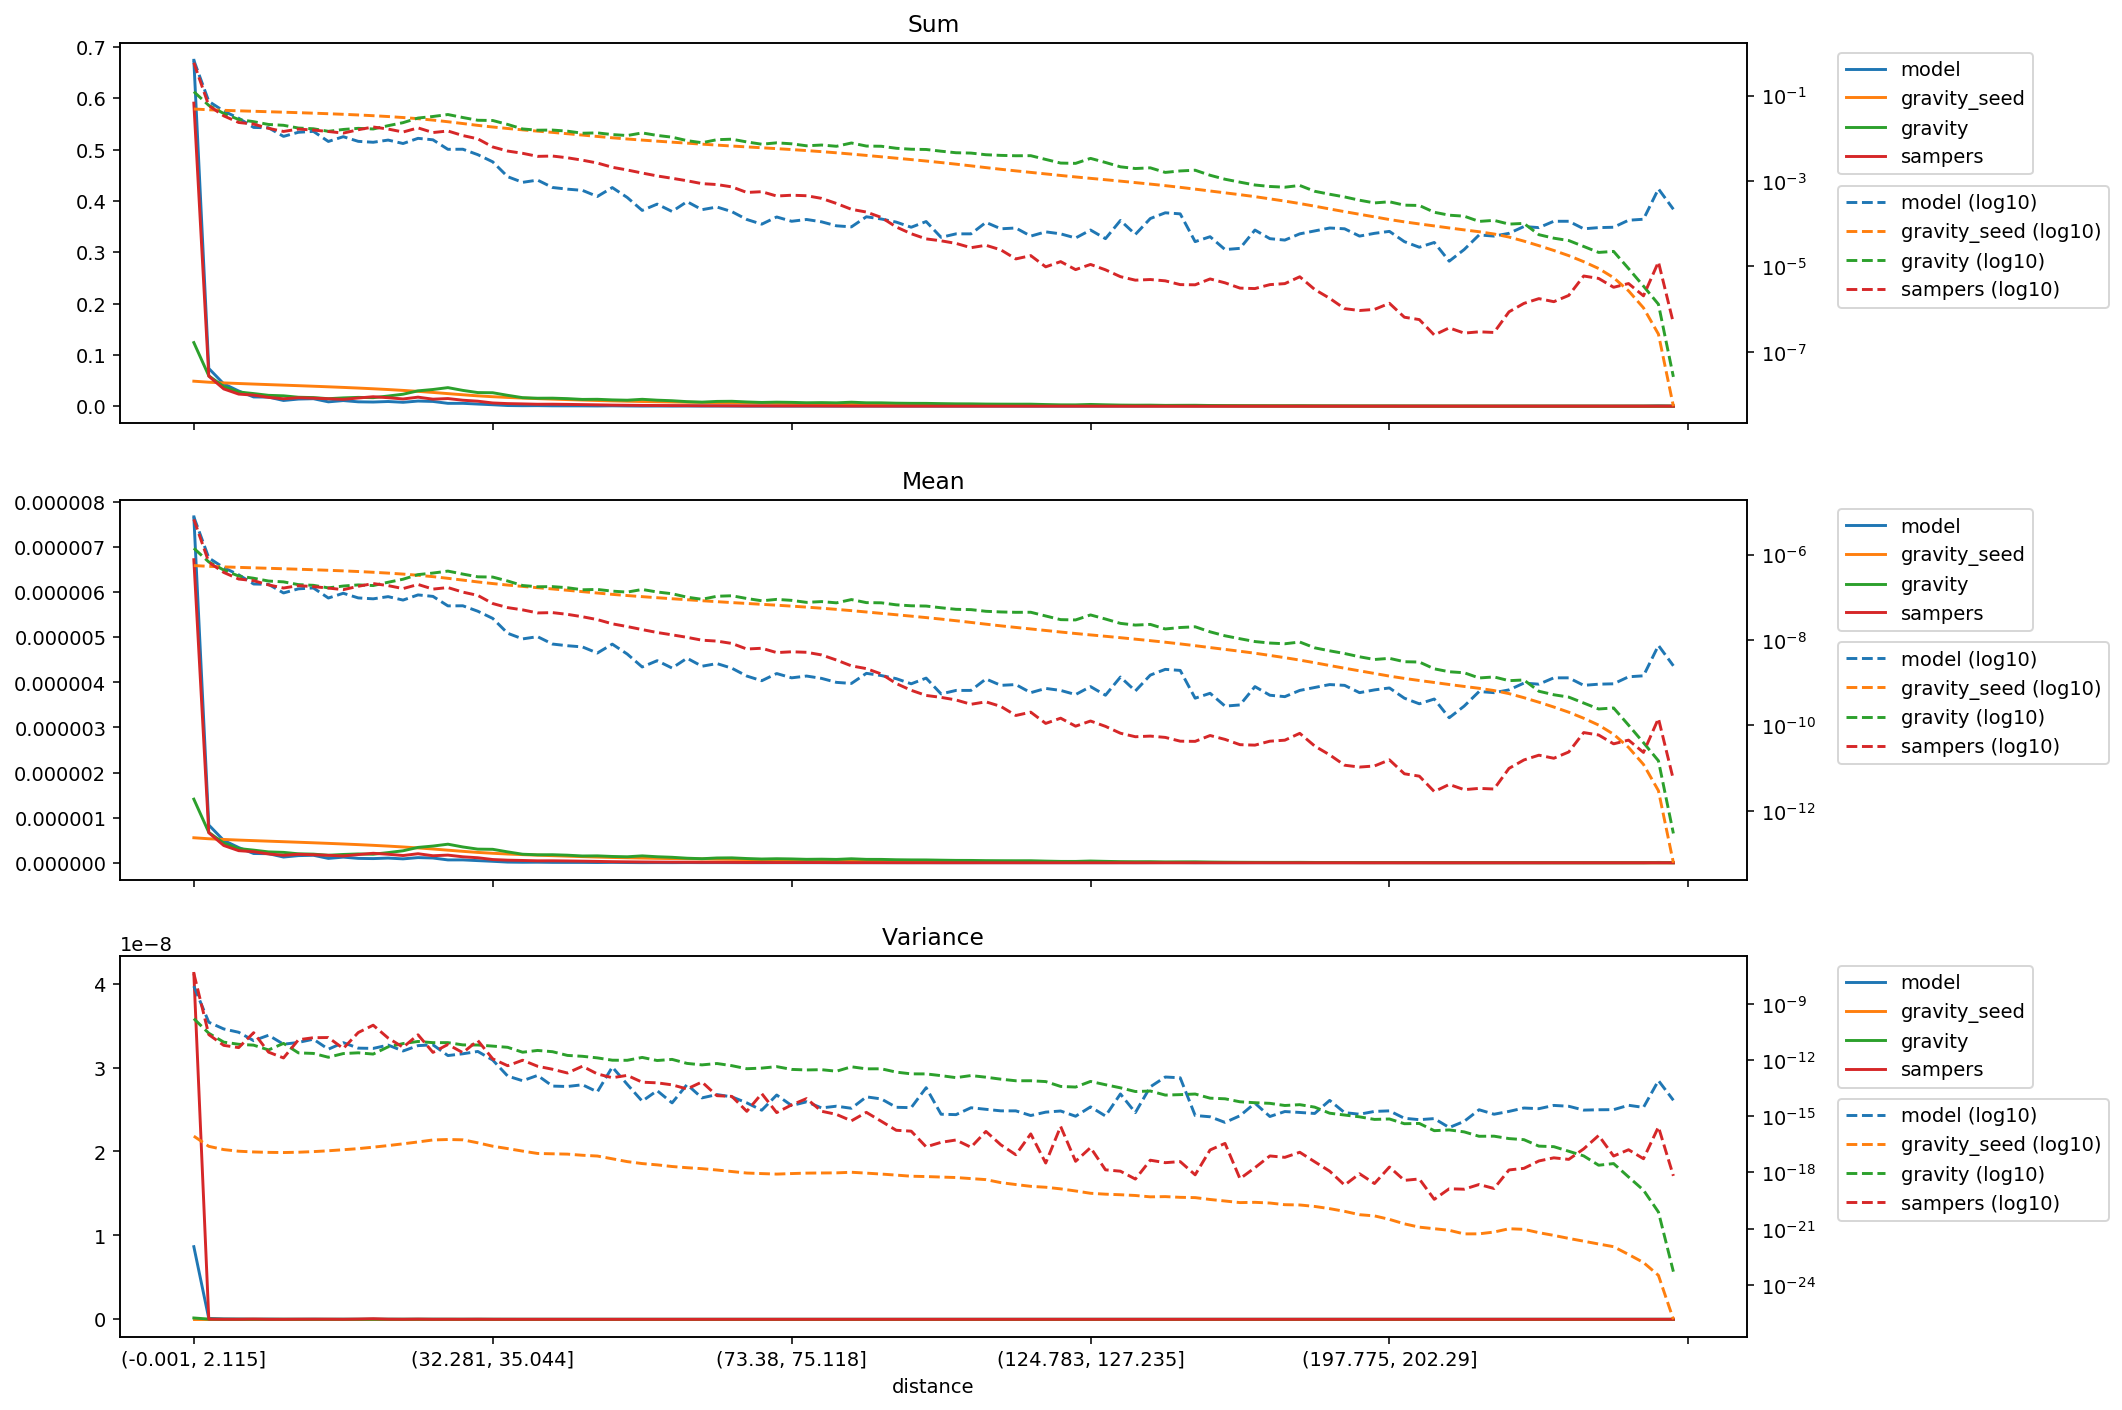 Sum
0.7
0.6
0.5
0.4
0.3
0.2
0.1
0.0
10⁻¹
10⁻³
10⁻⁵
10⁻⁷
model
gravity_seed
gravity
sampers
model (log10)
gravity_seed (log10)
gravity (log10)
sampers (log10)
Mean
0.000008
0.000007
0.000006
0.000005
0.000004
0.000003
0.000002
0.000001
0.000000
10⁻⁶
10⁻⁸
10⁻¹⁰
10⁻¹²
model
gravity_seed
gravity
sampers
model (log10)
gravity_seed (log10)
gravity (log10)
sampers (log10)
Variance
1e−8
4
3
2
1
0
10⁻⁹
10⁻¹²
10⁻¹⁵
10⁻¹⁸
10⁻²¹
10⁻²⁴
model
gravity_seed
gravity
sampers
model (log10)
gravity_seed (log10)
gravity (log10)
sampers (log10)
(-0.001, 2.115] (32.281, 35.044] (73.38, 75.118] (124.783, 127.235] (197.775, 202.29]
distance